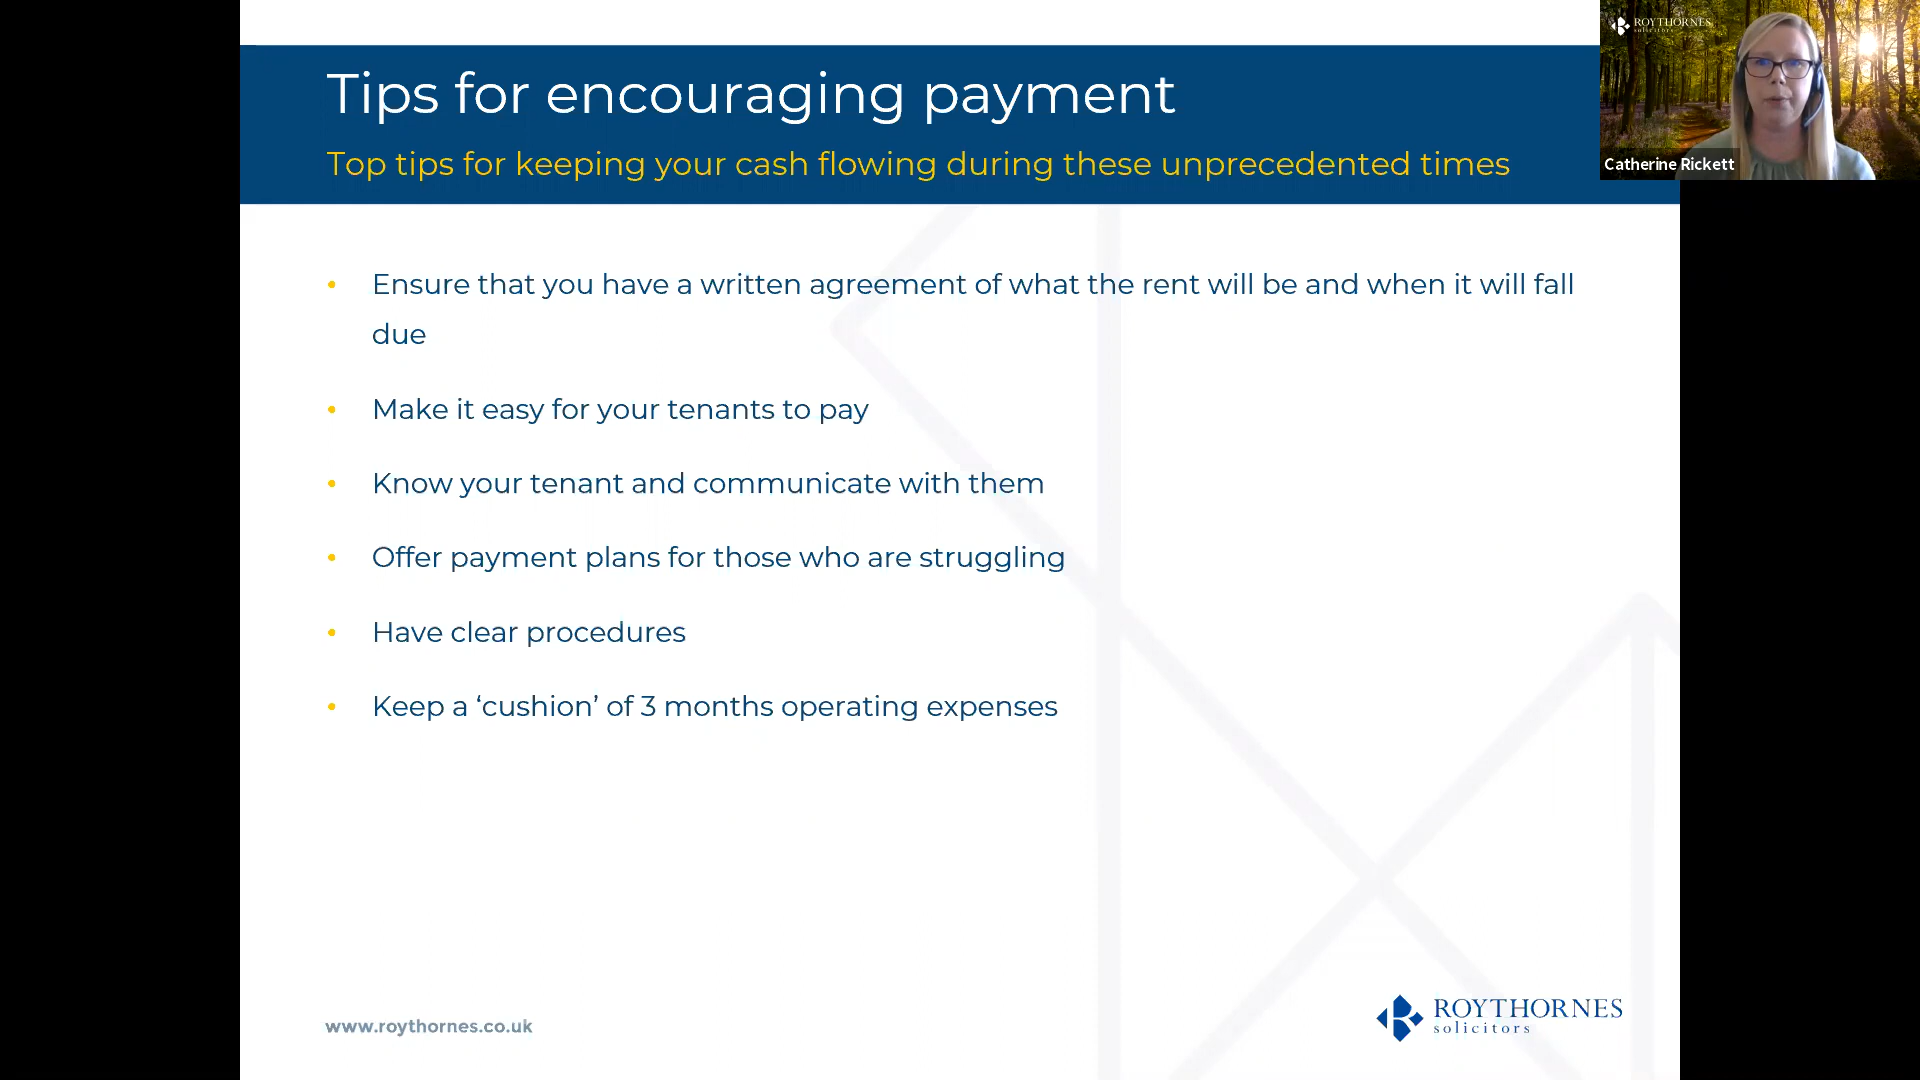 Tips for encouraging payment
Top tips for keeping your cash flowing during these unprecedented times
ROYTHORNES
solicitors
Catherine Rickett
• Ensure that you have a written agreement of what the rent will be and when it will fall
due
• Make it easy for your tenants to pay
• Know your tenant and communicate with them
• Offer payment plans for those who are struggling
• Have clear procedures
• Keep a ‘cushion’ of 3 months operating expenses
www.roythornes.co.uk
ROYTHORNES
solicitors